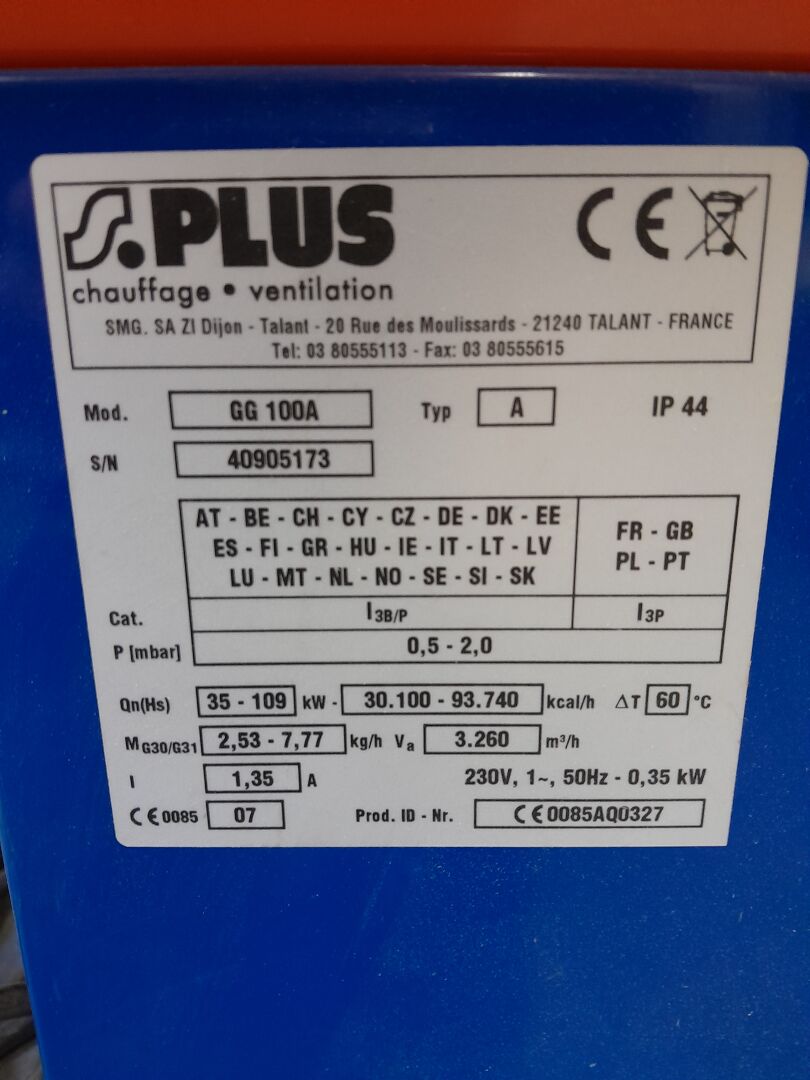 S.PLUS CE
chauffage • ventilation
SMG. SA ZI Dijon - Talant - 20 Rue des Moulissards - 21240 TALANT - FRANCE
Tel: 03 80555113 - Fax: 03 80555615
Mod. GG 100A Typ A IP 44
S/N 40905173
AT - BE - CH - CY - CZ - DE - DK - EE
ES - FI - GR - HU - IE - IT - LT - LV
LU - MT - NL - NO - SE - SI - SK
FR - GB
PL - PT
Cat. I3B/P I3P
P [mbar] 0,5 - 2,0
Qn(Hs) 35 - 109 kW - 30.100 - 93.740 kcal/h ΔT 60 °C
M G30/G31 2,53 - 7,77 kg/h Va 3.260 m³/h
I 1,35 A 230V, 1~, 50Hz - 0,35 kW
CE0085 07 Prod. ID - Nr. CE0085AQ0327